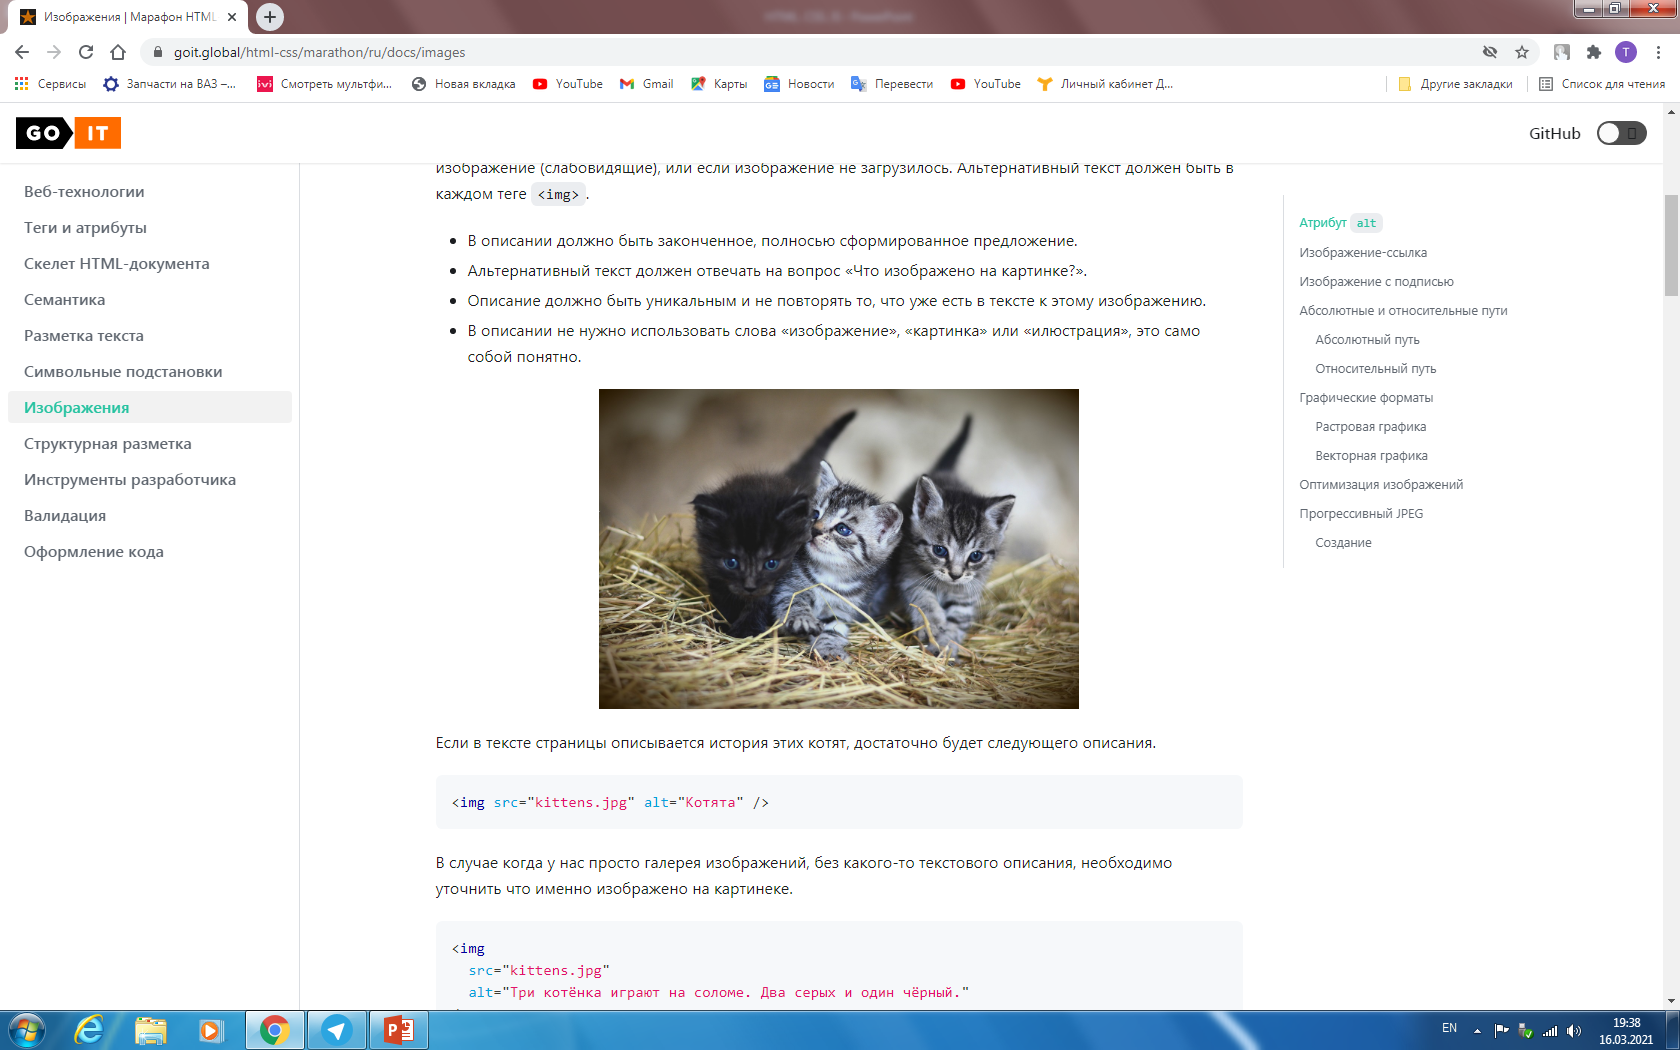 Изображения | Марафон HTML
goit.global/html-css/marathon/ru/docs/images
Сервисы
Запчасти на ВАЗ –...
ivi
Смотреть мультфи...
Новая вкладка
YouTube
Gmail
Карты
Новости
Перевести
YouTube
Личный кабинет Д...
Другие закладки
Список для чтения
T
GO IT
GitHub
Веб-технологии
Теги и атрибуты
Скелет HTML-документа
Семантика
Разметка текста
Символьные подстановки
Изображения
Структурная разметка
Инструменты разработчика
Валидация
Оформление кода
изображение (слабовидящие), или если изображение не загрузилось. Альтернативный текст должен быть в
каждом теге <img>.
В описании должно быть законченное, полносью сформированное предложение.
Альтернативный текст должен отвечать на вопрос «Что изображено на картинке?».
Описание должно быть уникальным и не повторять то, что уже есть в тексте к этому изображению.
В описании не нужно использовать слова «изображение», «картинка» или «илюстрация», это само
собой понятно.
Если в тексте страницы описывается история этих котят, достаточно будет следующего описания.
<img src="kittens.jpg" alt="Котята" />
В случае когда у нас просто галерея изображений, без какого-то текстового описания, необходимо
уточнить что именно изображено на картинеке.
<img
src="kittens.jpg"
alt="Три котёнка играют на соломе. Два серых и один чёрный."
Атрибут alt
Изображение-ссылка
Изображение с подписью
Абсолютные и относительные пути
Абсолютный путь
Относительный путь
Графические форматы
Растровая графика
Векторная графика
Оптимизация изображений
Прогрессивный JPEG
Создание
EN
19:38
16.03.2021